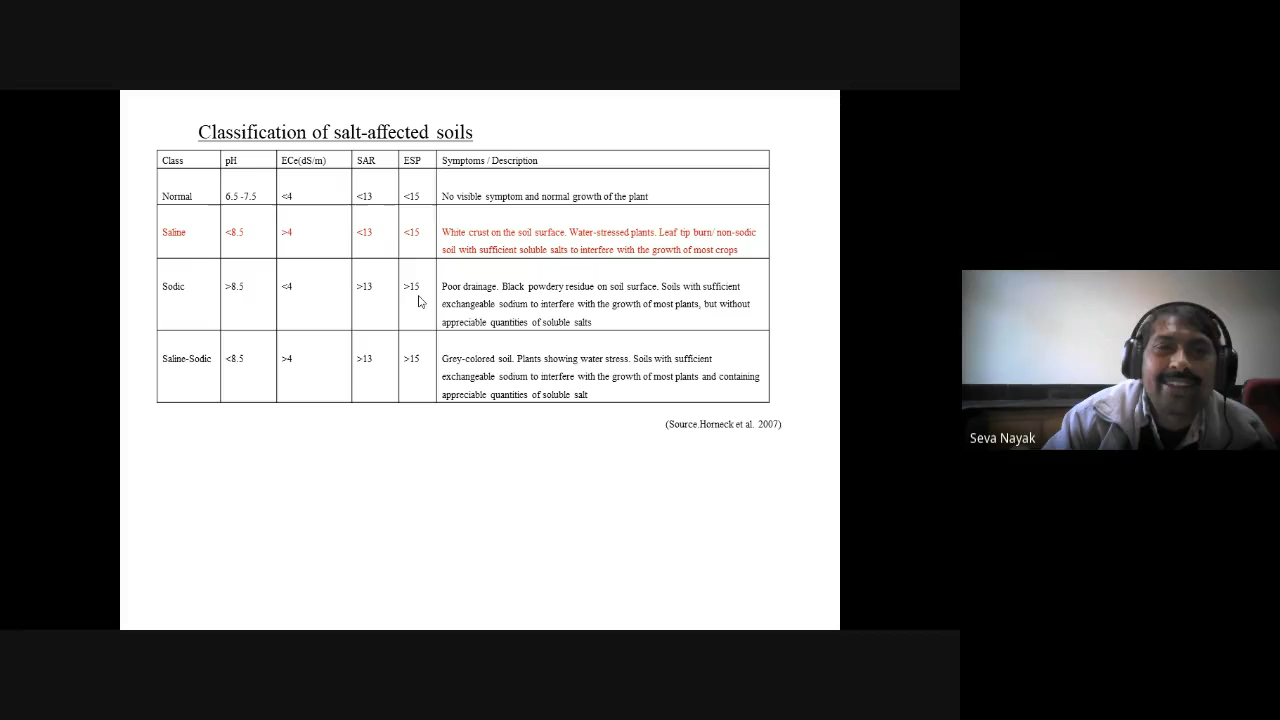 Classification of salt-affected soils
Class pH ECe(dS/m) SAR ESP Symptoms / Description
Normal 6.5 -7.5 <4 <13 <15 No visible symptom and normal growth of the plant
Saline <8.5 >4 <13 <15 White crust on the soil surface. Water-stressed plants. Leaf tip burn/ non-sodic
soil with sufficient soluble salts to interfere with the growth of most crops
Sodic >8.5 <4 >13 >15 Poor drainage. Black powdery residue on soil surface. Soils with sufficient
exchangeable sodium to interfere with the growth of most plants, but without
appreciable quantities of soluble salts
Saline-Sodic <8.5 >4 >13 >15 Grey-colored soil. Plants showing water stress. Soils with sufficient
exchangeable sodium to interfere with the growth of most plants and containing
appreciable quantities of soluble salt
(Source.Horneck et al. 2007)
Seva Nayak